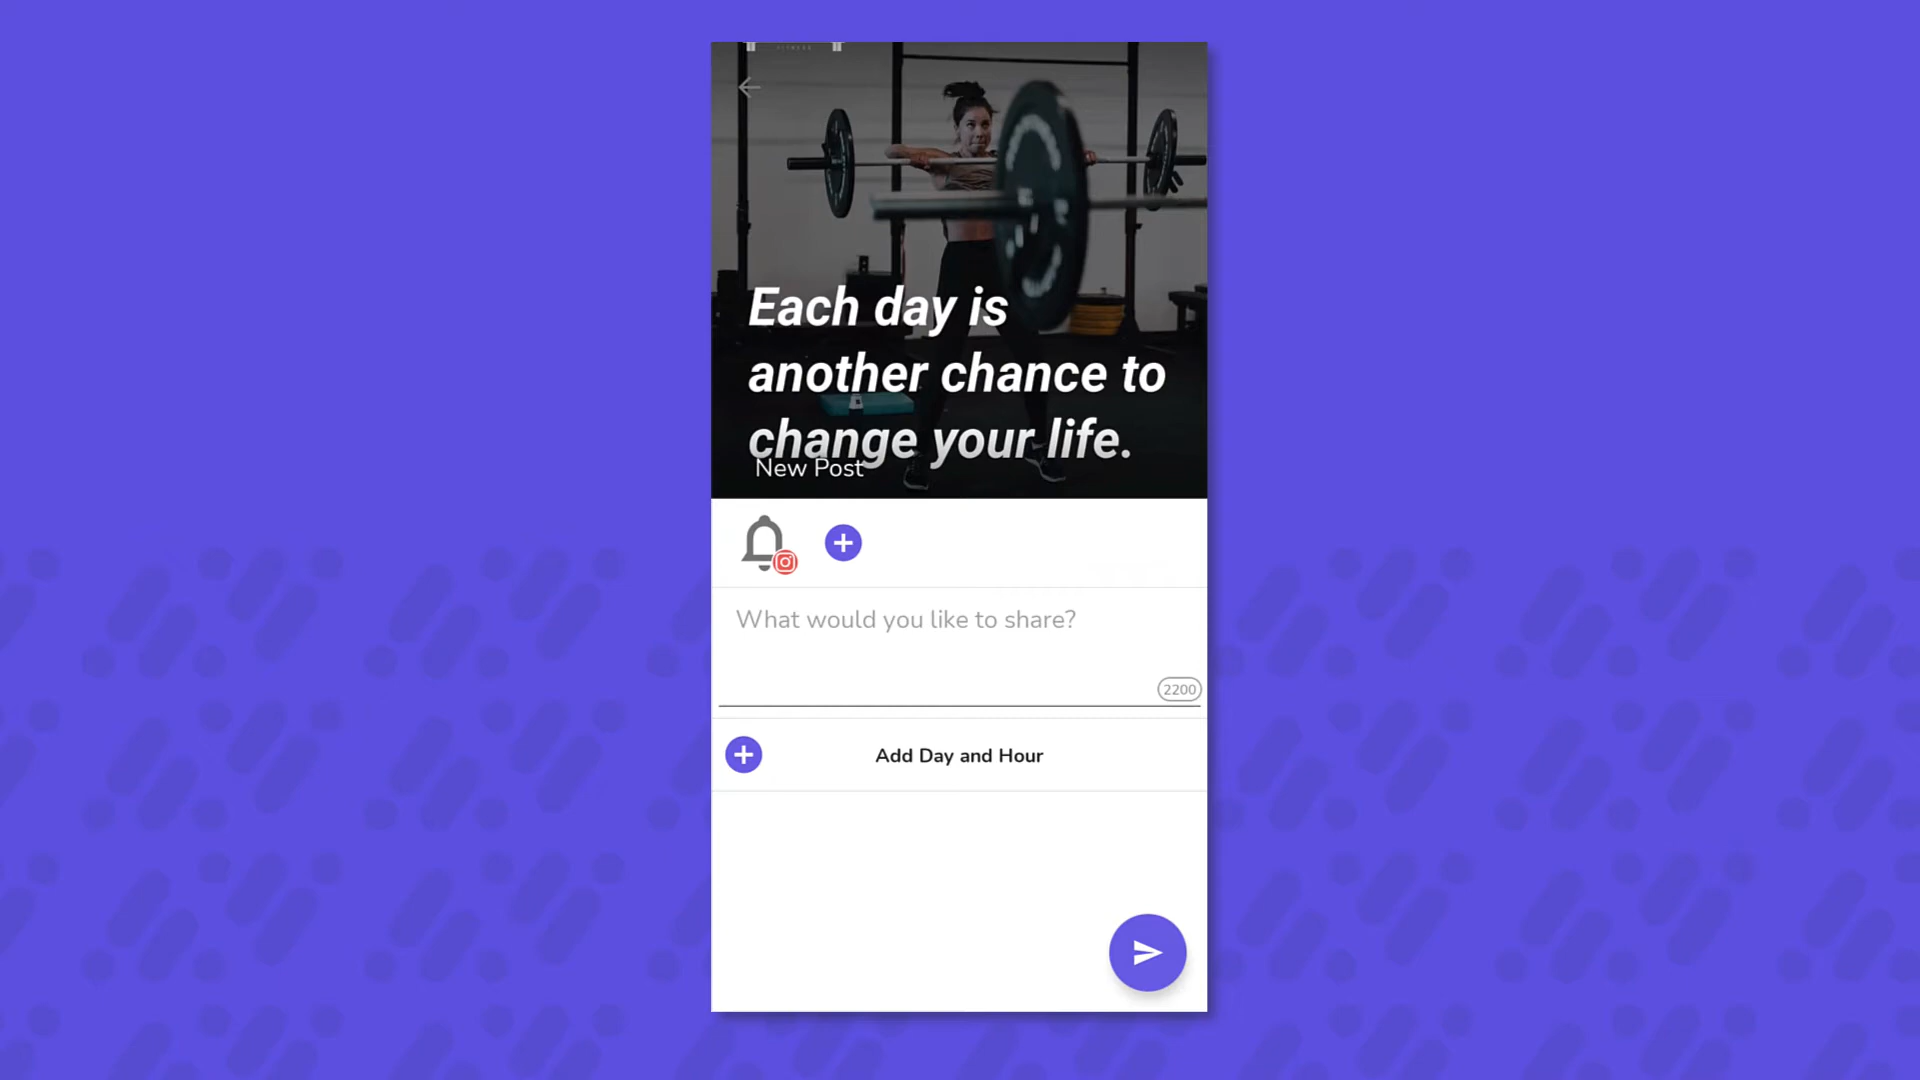 FITNESS
Each day is
another chance to
change your life.
New Post
What would you like to share?
2200
Add Day and Hour